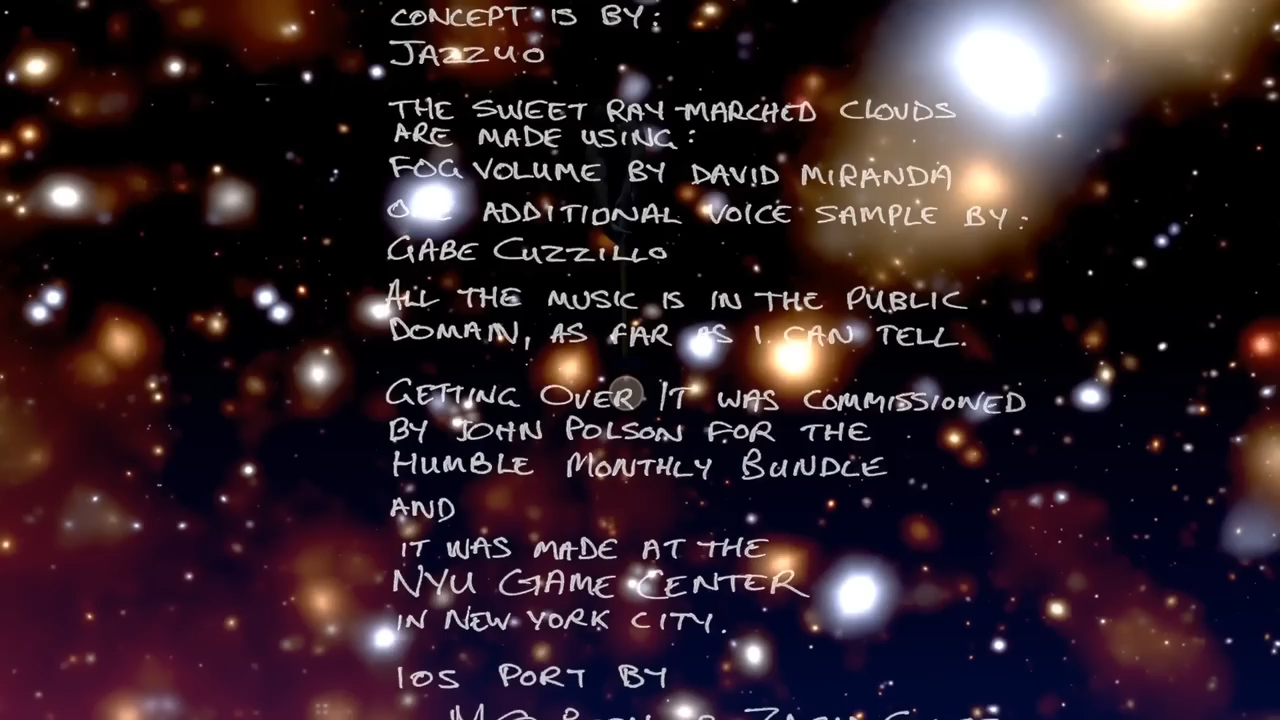 CONCEPT IS BY:
JAZZUO
THE SWEET RAY-MARCHED CLOUDS
ARE MADE USING:
FOG VOLUME BY DAVID MIRANDA
ONE ADDITIONAL VOICE SAMPLE BY:
GABE CUZZILLO
ALL THE MUSIC IS IN THE PUBLIC
DOMAIN, AS FAR AS I CAN TELL.
GETTING OVER IT WAS COMMISSIONED
BY JOHN POLSON FOR THE
HUMBLE MONTHLY BUNDLE
AND
IT WAS MADE AT THE
NYU GAME CENTER
IN NEW YORK CITY.
IOS PORT BY